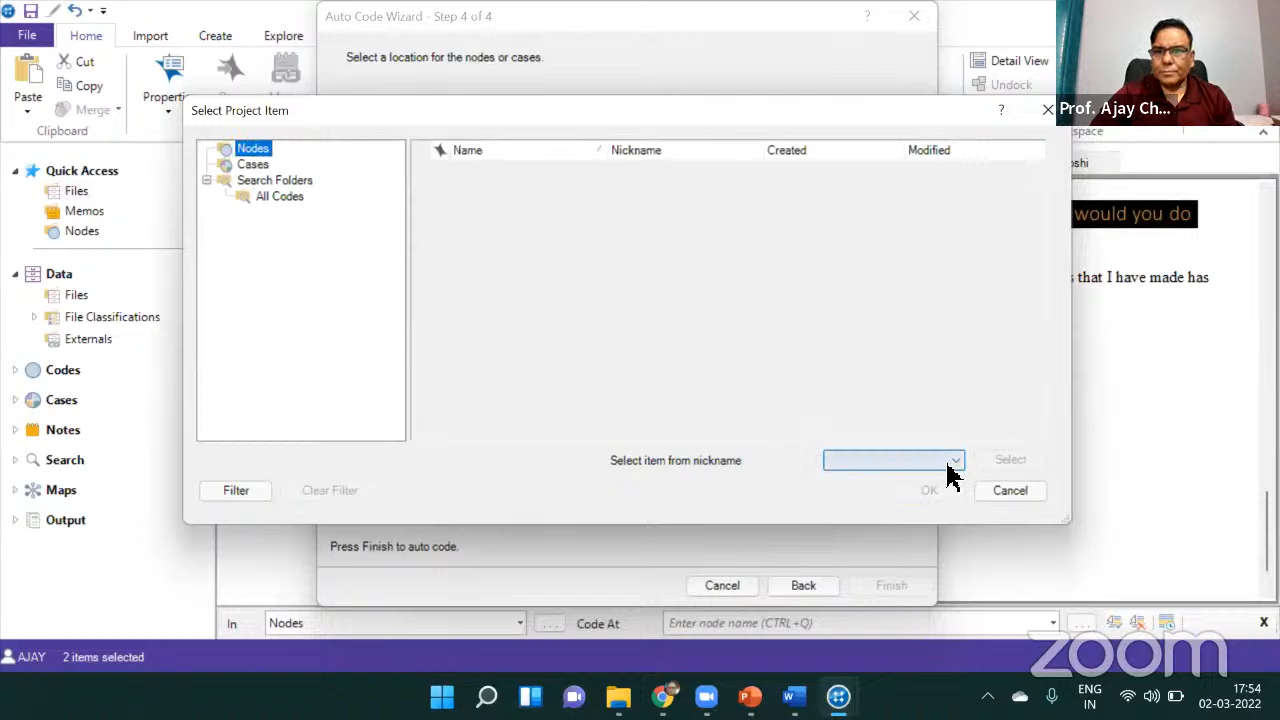 File
Home
Import
Create
Explore
Auto Code Wizard - Step 4 of 4
?
Select a location for the nodes or cases.
Paste
Cut
Copy
Merge
Clipboard
Detail View
Undock
Prof. Ajay Ch...
Select Project Item
?
Quick Access
Files
Memos
Nodes
Data
Files
File Classifications
Externals
Codes
Cases
Notes
Search
Maps
Output
Nodes
Cases
Search Folders
All Codes
Name
Nickname
Created
Modified
would you do
that I have made has
Select item from nickname
Select
Filter
Clear Filter
OK
Cancel
Press Finish to auto code.
Cancel
Back
Finish
In
Nodes
...
Code At
Enter node name (CTRL+Q)
...
X
AJAY
2 items selected
zoom
ENG
IN
17:54
02-03-2022